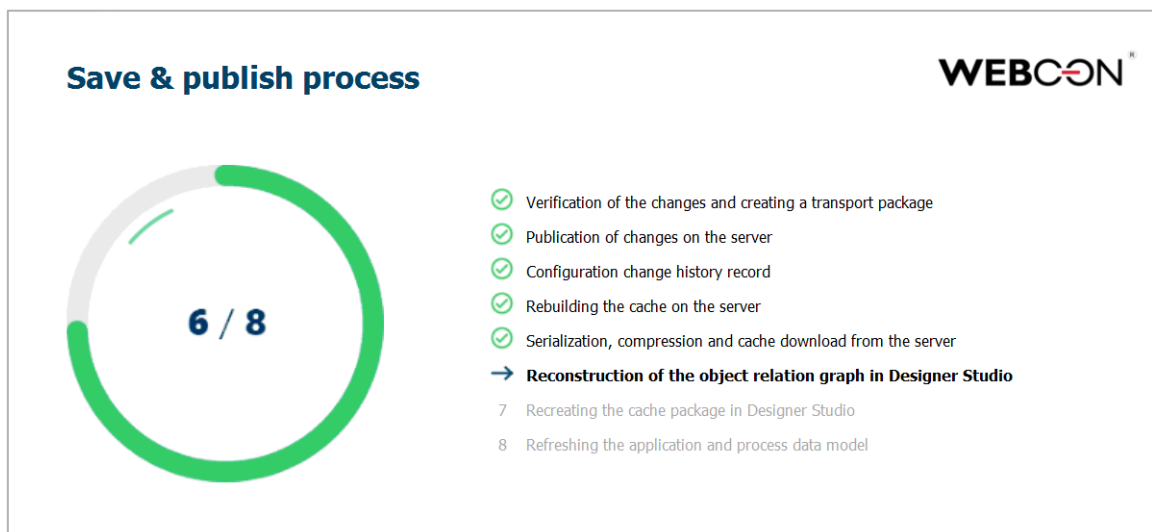 Save & publish process
WEBCON®
6 / 8
Verification of the changes and creating a transport package
Publication of changes on the server
Configuration change history record
Rebuilding the cache on the server
Serialization, compression and cache download from the server
Reconstruction of the object relation graph in Designer Studio
7 Recreating the cache package in Designer Studio
8 Refreshing the application and process data model